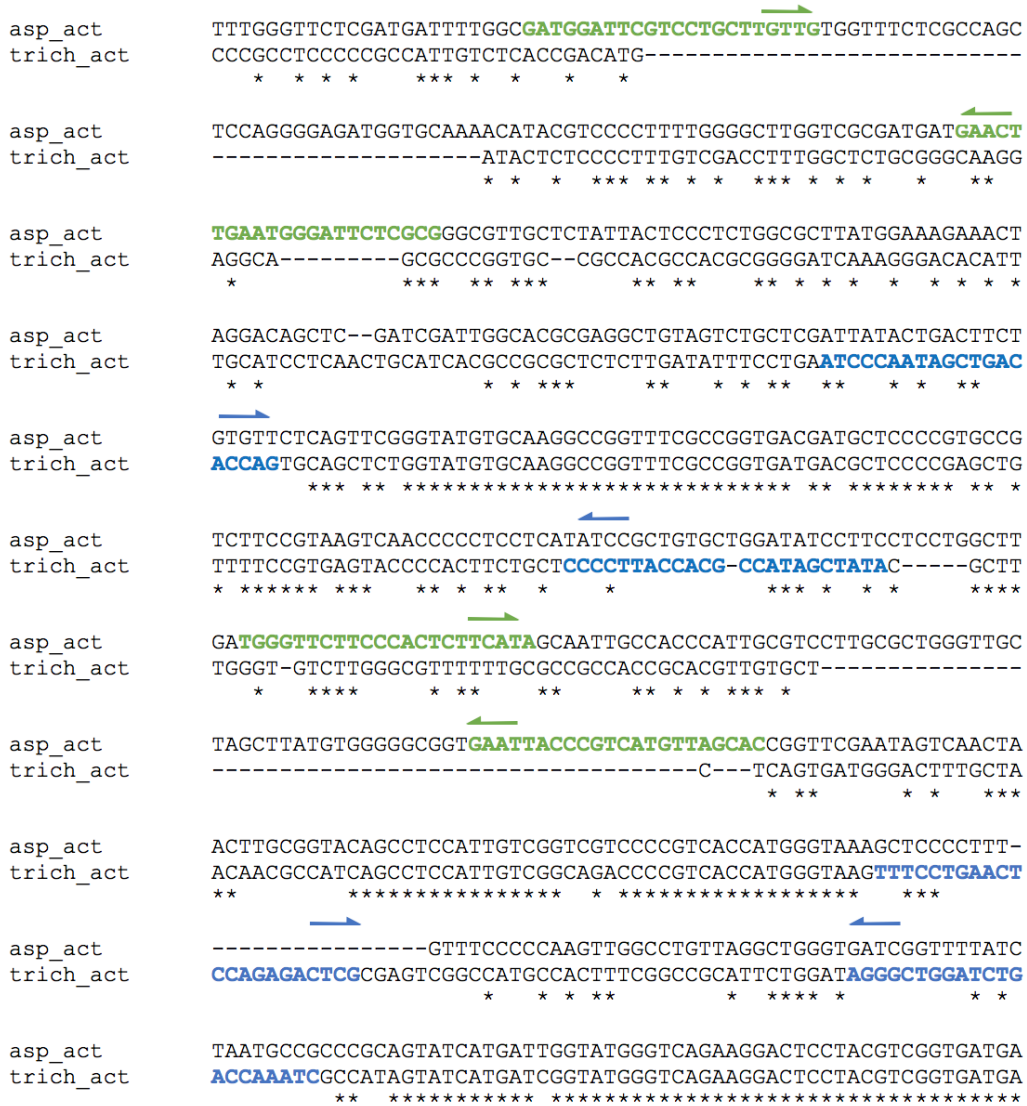 asp_act TTTGGGTTCTCGATGATTTTGGCGATGGATTCGTCCTGCTTGTTGTGGTTTCTCGCCAGC
trich_act CCCGCCTCCCCCGCCATTGTCTCACCGACATG----------------------------
* * * * *** * * * *
asp_act TCCAGGGGAGATGGTGCAAAACATACGTCCCCTTTTGGGGCTTGGTCGCGATGATGAACT
trich_act --------------------ATACTCTCCCCTTTGTCGACCTTTGGCTCTGCGGGCAAGG
* * * *** ** * * *** * * * * **
asp_act TGAATGGGATTCTCGCGGGCGTTGCTCTATTACTCCCTCTGGCGCTTATGGAAAGAAACT
trich_act AGGCA---------GCGCCCGGTGC--CGCCACGCCACGCGGGGATCAAAGGGACACATT
* *** ** *** ** ** ** * * * * * * *
asp_act AGGACAGCTC--GATCGATTGGCACGCGAGGCTGTAGTCTGCTCGATTATACTGACTTCT
trich_act TGCATCCTCAACTGCATCACGCCGCGCTCTCTTGATATTTCCTGAATCCCAATAGCTGAC
* * * * *** ** * * ** ** * * **
asp_act GTGTTCTCAGTTCGGGTATGTGCAAGGCCGGTTTCGCCGGTGACGATGCTCCCCGTGCCG
trich_act ACCAGTGCAGCTCTGGTATGTGCAAGGCCGGTTTCGCCGGTGATGACGCTCCCCGAGCTG
*** ** **************************** ** ******** ** *
asp_act TCTTCCGTAAGTCAACCCCCTCCTCATATCCGCTGTGCTGGATATCCTTCCTCCTGGCTT
trich_act TTTTCCGTGAGTACCCCACTTCTGCTCCCCTTACCACG-CCATAGCTATAC-----GCTT
* ****** *** ** * ** * * *** * * * ****
asp_act GATGGGTTCTTCCCACTCTTCATAGCAATTGCCACCCATTGCGTCCTTGCGCTGGGTTGC
trich_act TGGGT-GTCTTGGGCGTTTTTTGCGCCGCCACCGCACGTTGTGCT---------------
* **** * ** ** ** * * *** *
asp_act TAGCTTATGTGGGGGCGGTGAATTACCCGTCATGTTAGCACCGGTTCGAATAGTCAACTA
trich_act ------------------------------------C---TCAGTGATGGGACTTTGCTA
* ** * * ***
asp_act ACTTGCGGTACAGCCTCCATTGTCGGTCGTCCCCGTCACCATGGGTAAAGCTCCCCTTT-
trich_act ACAACGCCATCAGCCTCCATTGTCGGCAGACCCCGTCACCATGGGTAAGTTTCCTGAACT
** **************** * ****************** ***
asp_act ----------------GTTTCCCCCAAGTTGGCCTGTTAGGCTGGGTGATCGGTTTTATC
trich_act CCAGAGACTCGCGAGTCGGCCATGCCACTTTCGGCCGCATTCTGGATAGGGCTGGATCTG
* * * ** * **** * * *
asp_act TAATGCCGCCCGCAGTATCATGATTGGTATGGGTCAGAAGGACTCCTACGTCGGTGATGA
trich_act ACCAAATCGCCATAGTATCATGATCGGTATGGGTCAGAAGGACTCCTACGTCGGTGATGA
** *********** ***********************************